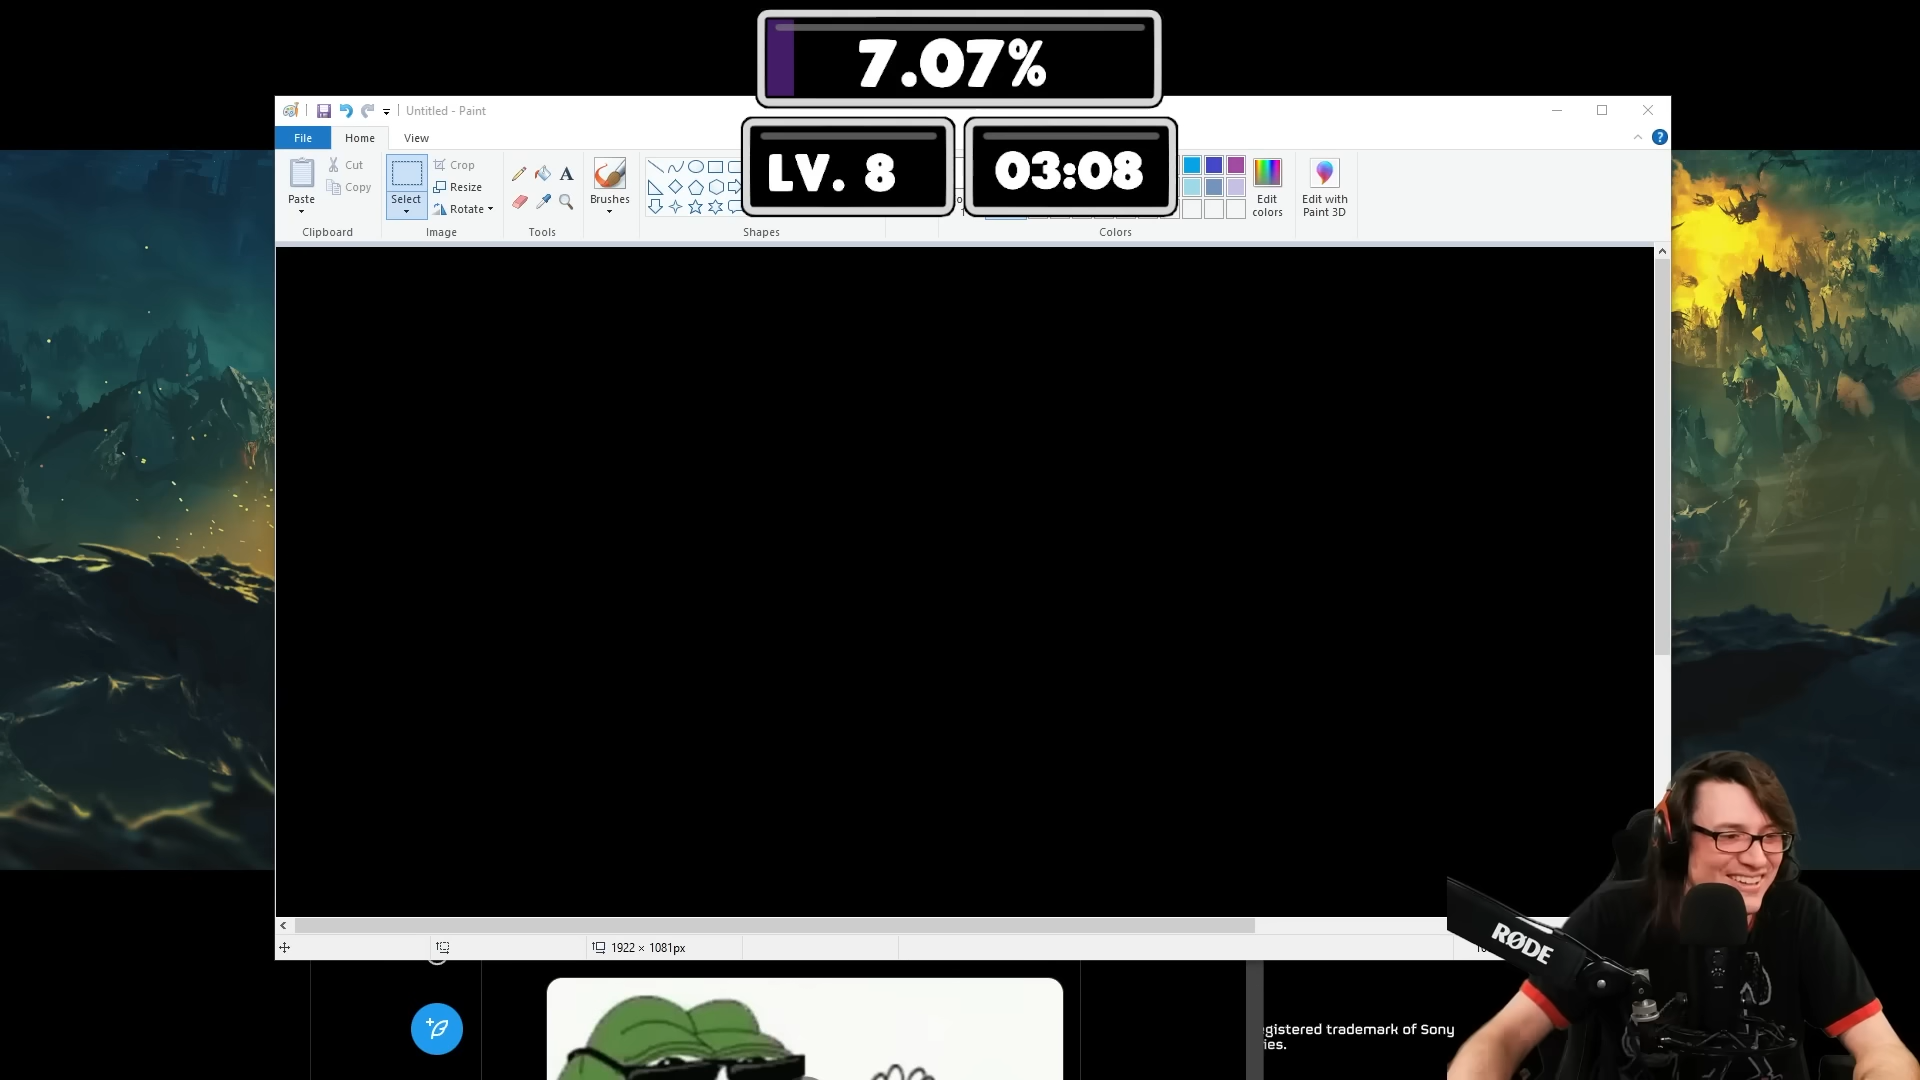 7.07%
Untitled - Paint
LV. 8
03:08
File
Home
View
Cut
Copy
Paste
Select
Crop
Resize
Rotate
A
Brushes
Edit
colors
Edit with
Paint 3D
Clipboard
Image
Tools
Shapes
Colors
1922 × 1081px
RØDE
egistered trademark of Sony
ies.